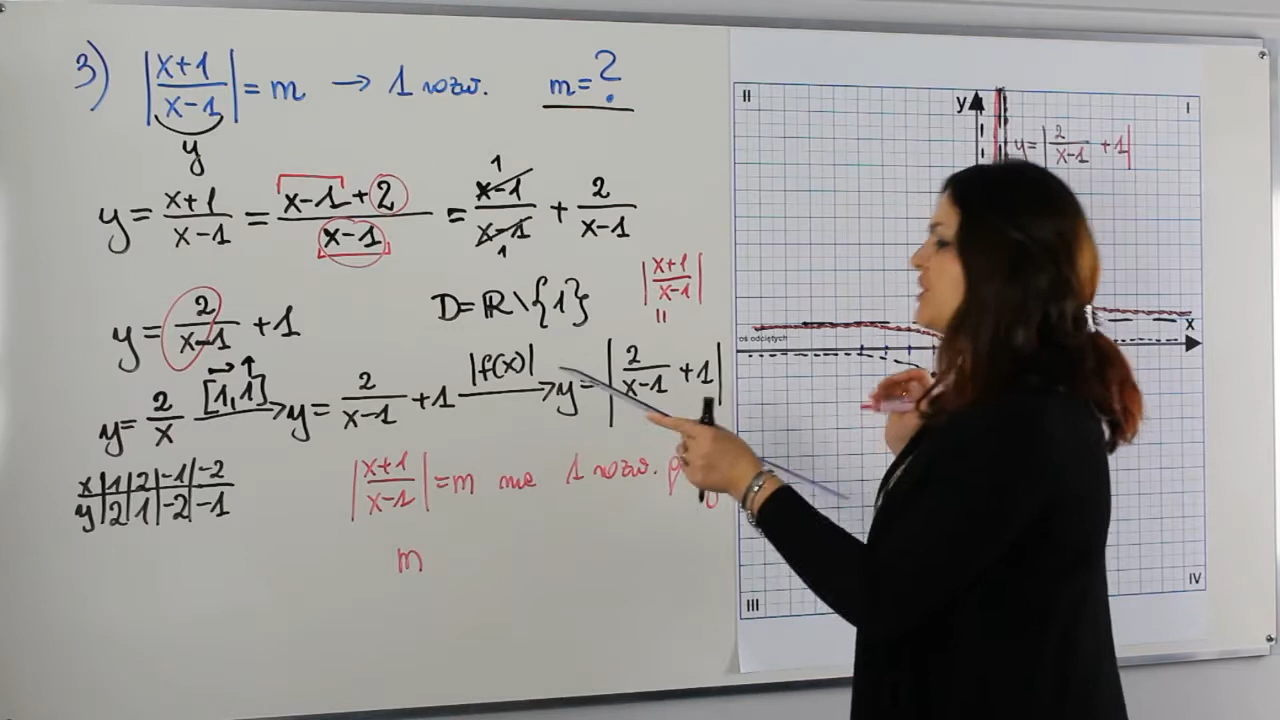 3) |x+1/x-1| = m → 1 rozw. m = ?
y
y = x+1/x-1 = x-1+2/x-1 = x-1/x-1 + 2/x-1
1
1
y = 2/x-1 + 1
D = ℝ\{1}
|x+1/x-1|
=
y = 2/x [1,1] → y = 2/x-1 + 1 |f(x)| → y = |2/x-1 + 1|
x | 1 | 2 | -1 | -2
y | 2 | 1 | -2 | -1
|x+1/x-1| = m ma 1 rozw.
m
II
I
y
y = |2/x-1 + 1|
x
oś odciętych
III
IV